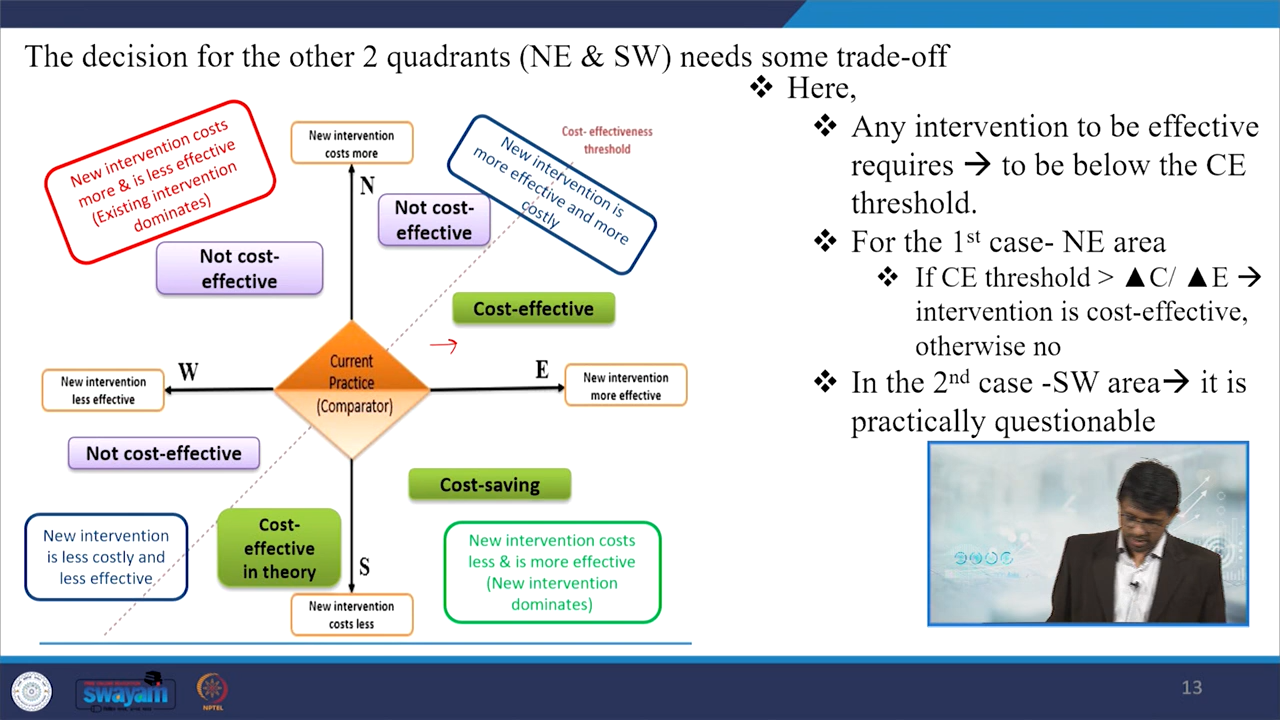 The decision for the other 2 quadrants (NE & SW) needs some trade-off
New intervention costs
more & is less effective
(Existing intervention
dominates)
New intervention
costs more
Cost- effectiveness
threshold
New intervention is
more effective and more
costly
N
Not cost-
effective
Not cost-
effective
Cost-effective
Current
Practice
(Comparator)
W
New intervention
less effective
E
New intervention
more effective
Not cost-effective
Cost-saving
New intervention
is less costly and
less effective
Cost-
effective
in theory
S
New intervention
costs less
New intervention costs
less & is more effective
(New intervention
dominates)
❖ Here,
❖ Any intervention to be effective
requires → to be below the CE
threshold.
❖ For the 1st case- NE area
❖ If CE threshold > ▲C/ ▲E →
intervention is cost-effective,
otherwise no
❖ In the 2nd case -SW area→ it is
practically questionable
swayam
NPTEL
13